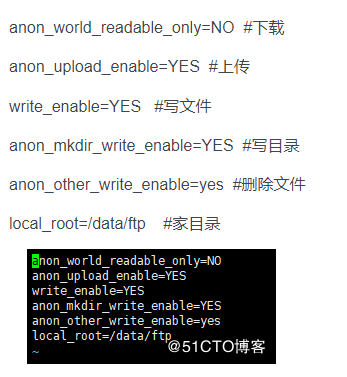 anon_world_readable_only=NO  #下载
anon_upload_enable=YES  #上传
write_enable=YES   #写文件
anon_mkdir_write_enable=YES  #写目录
anon_other_write_enable=yes  #删除文件
local_root=/data/ftp    #家目录
anon_world_readable_only=NO
anon_upload_enable=YES
write_enable=YES
anon_mkdir_write_enable=YES
anon_other_write_enable=yes
local_root=/data/ftp
~
@51CTO博客